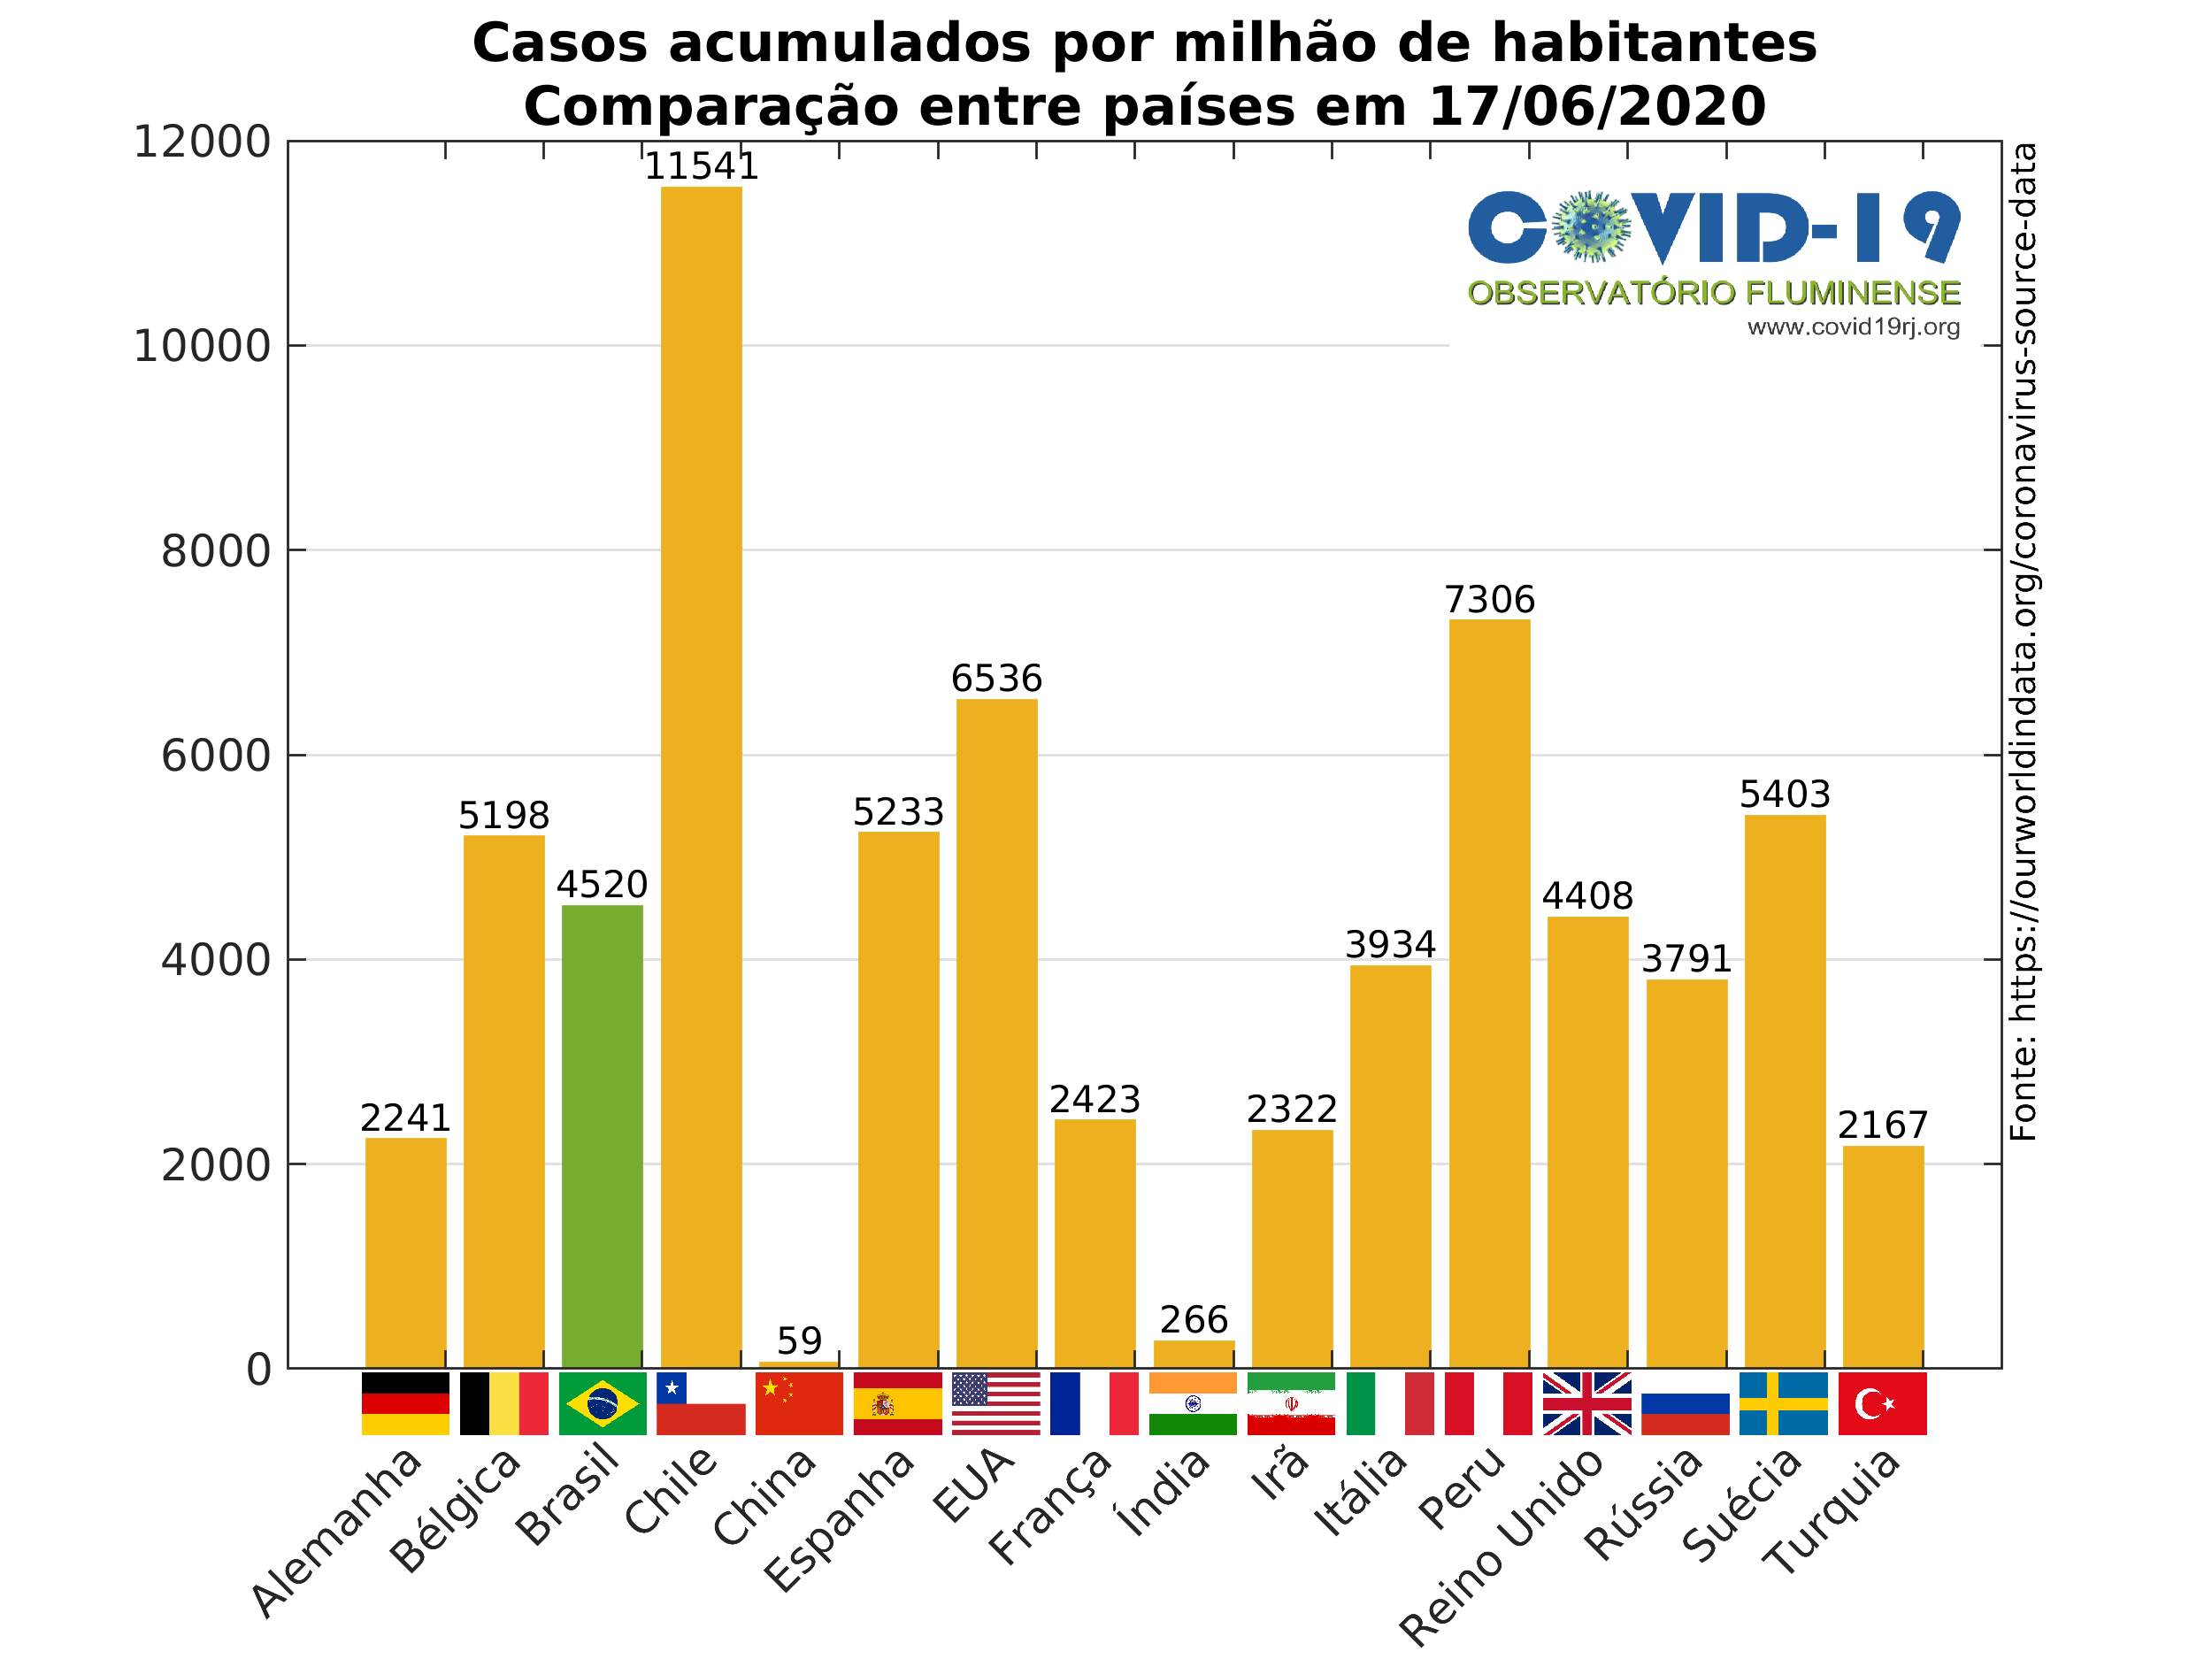 Casos acumulados por milhão de habitantes
Comparação entre países em 17/06/2020
12000
10000
8000
6000
4000
2000
0
2241
5198
4520
11541
59
5233
6536
2423
266
2322
3934
7306
4408
3791
5403
2167
COVID-19
OBSERVATÓRIO FLUMINENSE
www.covid19rj.org
Fonte: https://ourworldindata.org/coronavirus-source-data
Alemanha
Bélgica
Brasil
Chile
China
Espanha
EUA
França
Índia
Irã
Itália
Peru
Reino Unido
Rússia
Suécia
Turquia